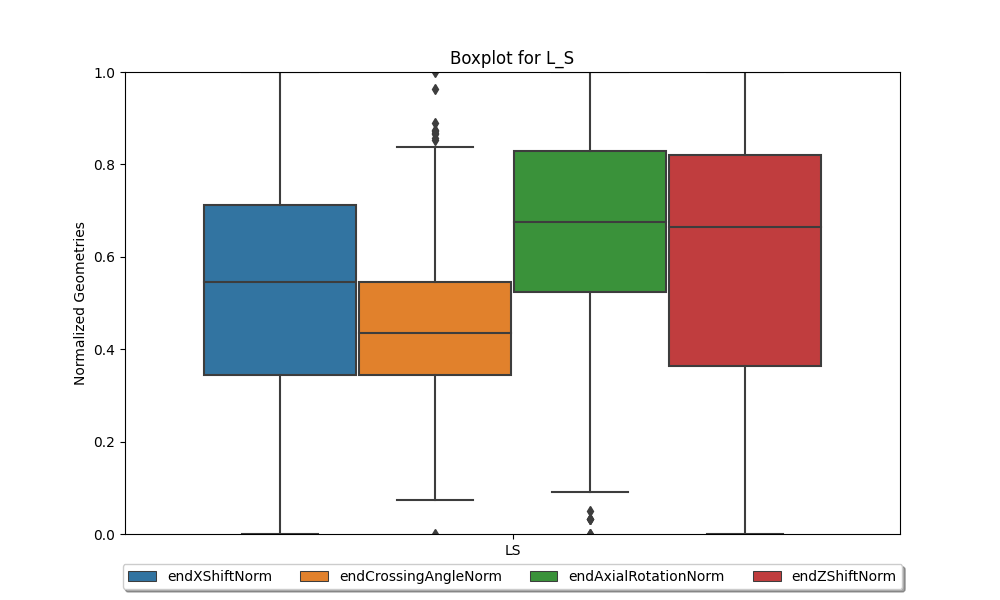 Boxplot for L_S
1.0
0.8
0.6
0.4
0.2
0.0
Normalized Geometries
LS
endXShiftNorm endCrossingAngleNorm endAxialRotationNorm endZShiftNorm